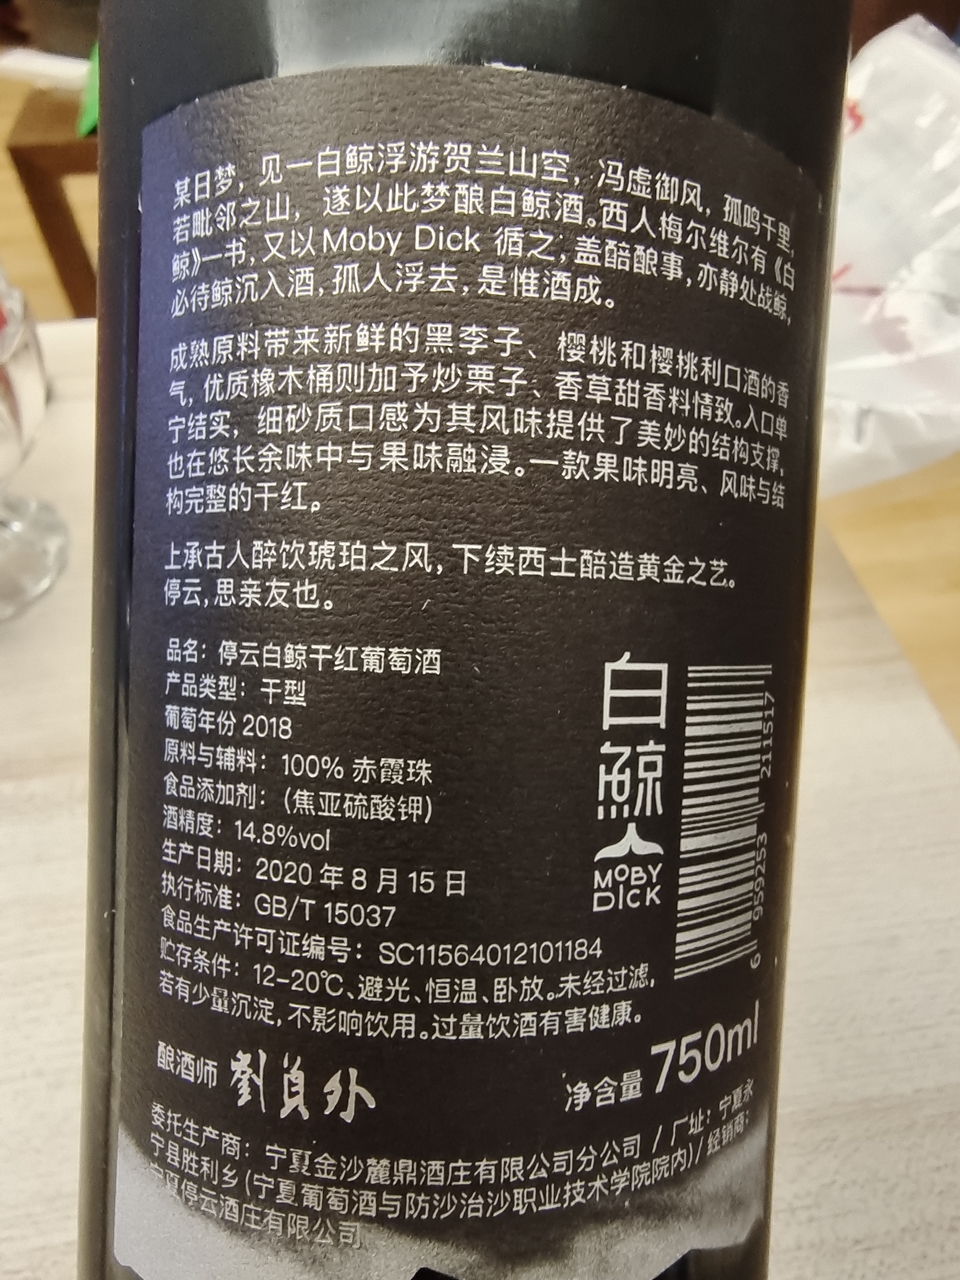 某日梦，见一白鲸浮游贺兰山空，冯虚御风，孤鸣千里，
若毗邻之山，遂以此梦酿白鲸酒。西人梅尔维尔有《白
鲸》一书，又以Moby Dick 循之，盖醅酿事，亦静处战鲸，
必待鲸沉入酒，孤人浮去，是惟酒成。
成熟原料带来新鲜的黑李子、樱桃和樱桃利口酒的香
气，优质橡木桶则加予炒栗子、香草甜香料情致。入口单
宁结实，细砂质口感为其风味提供了美妙的结构支撑，
也在悠长余味中与果味融浸。一款果味明亮、风味与结
构完整的干红。
上承古人醉饮琥珀之风，下续西士醅造黄金之艺。
停云，思亲友也。
品名：停云白鲸干红葡萄酒
产品类型：干型
葡萄年份 2018
原料与辅料：100% 赤霞珠
食品添加剂：（焦亚硫酸钾）
酒精度：14.8%vol
生产日期：2020 年 8 月 15 日
执行标准：GB/T 15037
食品生产许可证编号：SC11564012101184
贮存条件：12-20℃、避光、恒温、卧放。未经过滤，
若有少量沉淀，不影响饮用。过量饮酒有害健康。
白
鲸
MOBY
DICK
6 959253 211517
酿酒师 劉貟外
净含量 750ml
委托生产商：宁夏金沙麓鼎酒庄有限公司分公司 / 厂址：宁夏永
宁县胜利乡（宁夏葡萄酒与防沙治沙职业技术学院院内）/ 经销商：
宁夏停云酒庄有限公司